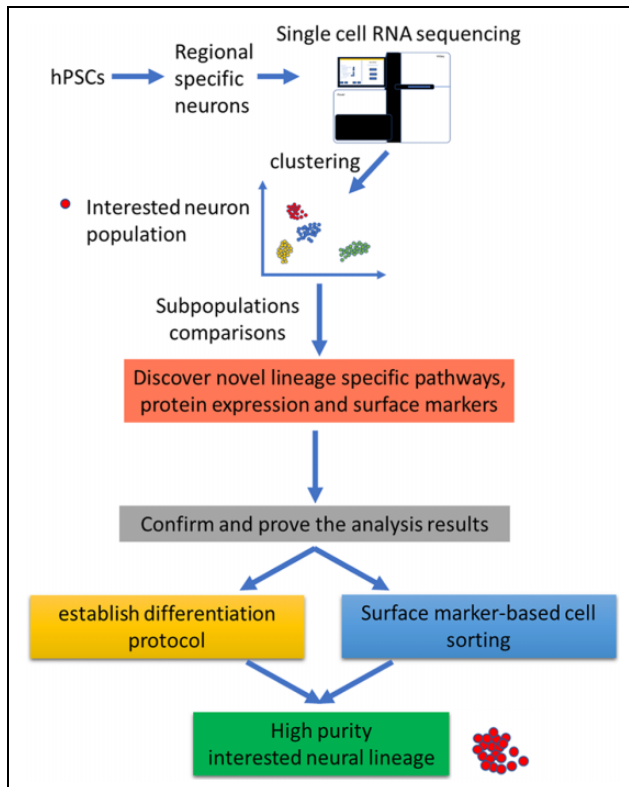 Single cell RNA sequencing
hPSCs
Regional
specific
neurons
clustering
Interested neuron
population
Subpopulations
comparisons
Discover novel lineage specific pathways,
protein expression and surface markers
Confirm and prove the analysis results
establish differentiation
protocol
Surface marker-based cell
sorting
High purity
interested neural lineage